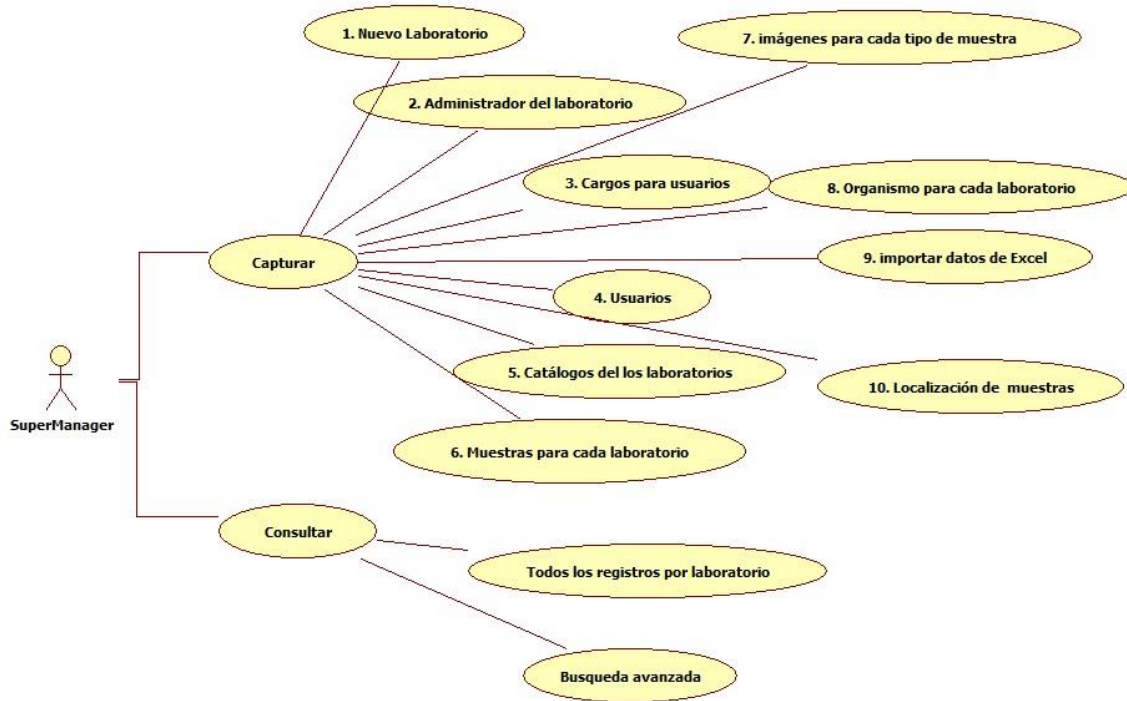 1. Nuevo Laboratorio
7. imágenes para cada tipo de muestra
2. Administrador del laboratorio
3. Cargos para usuarios
8. Organismo para cada laboratorio
Capturar
9. importar datos de Excel
4. Usuarios
5. Catálogos del los laboratorios
10. Localización de muestras
SuperManager
6. Muestras para cada laboratorio
Consultar
Todos los registros por laboratorio
Busqueda avanzada